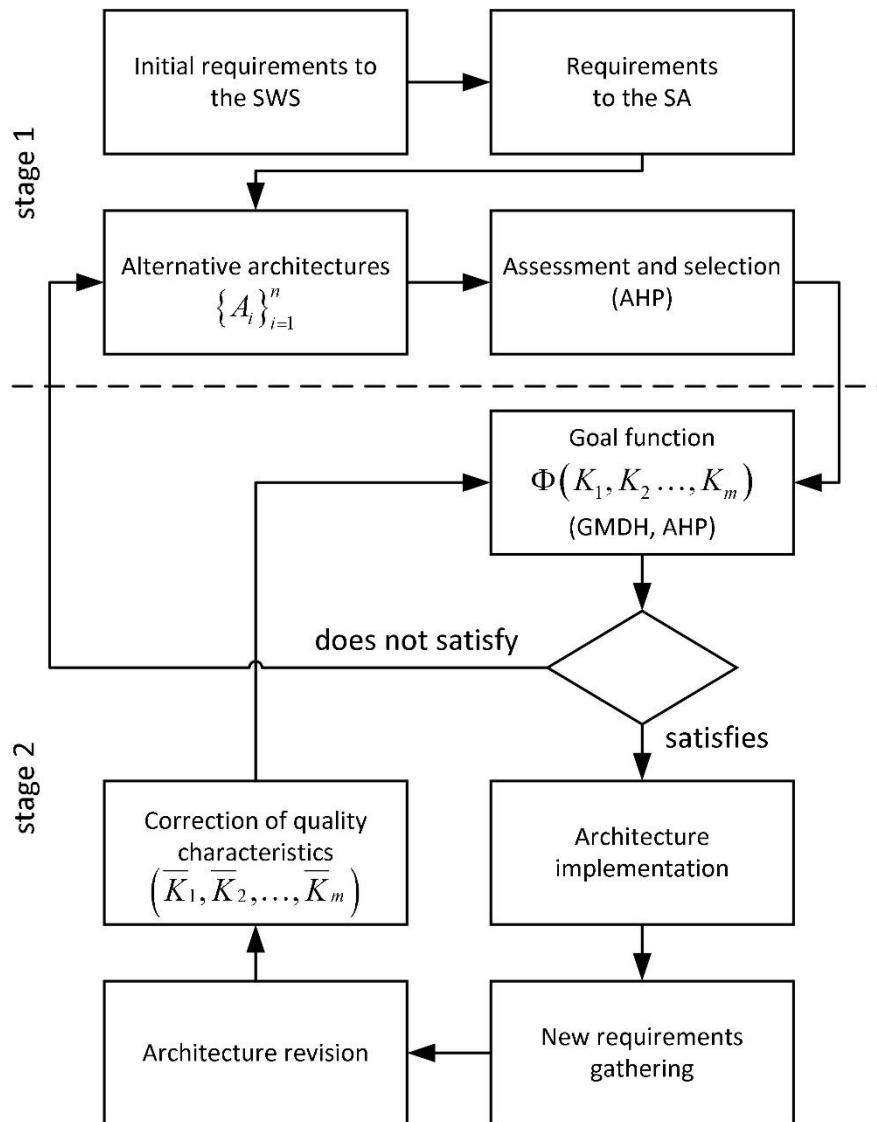 stage 1
Initial requirements to
the SWS
Requirements
to the SA
Alternative architectures
{A_i}_{i=1}^n
Assessment and selection
(AHP)
Goal function
Φ(K_1, K_2 ..., K_m)
(GMDH, AHP)
does not satisfy
satisfies
stage 2
Correction of quality
characteristics
(K̅_1, K̅_2, ..., K̅_m)
Architecture
implementation
Architecture revision
New requirements
gathering